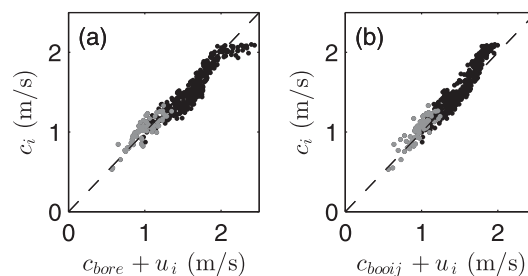 (a)
c_i (m/s)
2
1
0
0 1 2
c_bore + u_i (m/s)
(b)
c_i (m/s)
2
1
0
0 1 2
c_booij + u_i (m/s)